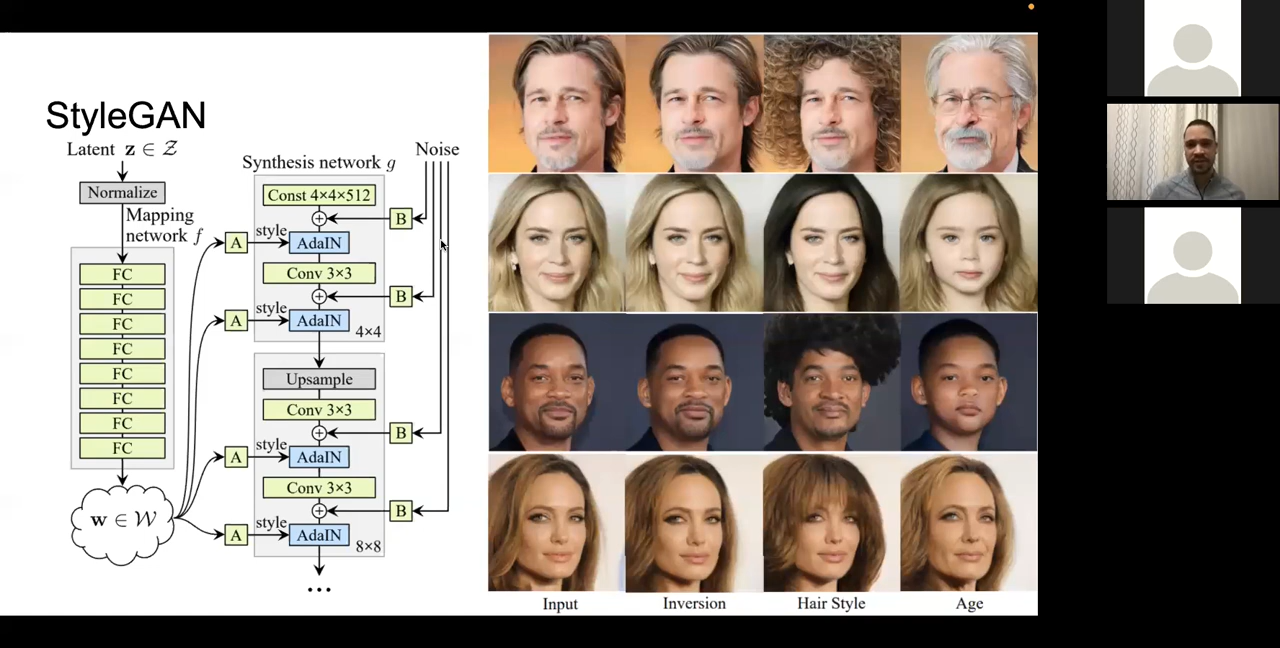 StyleGAN
Latent z ∈ Z
Normalize
Mapping
network f
FC
FC
FC
FC
FC
FC
FC
FC
w ∈ W
Synthesis network g
Noise
Const 4×4×512
B
style
A
AdaIN
Conv 3×3
B
style
A
AdaIN
4×4
Upsample
Conv 3×3
B
style
A
AdaIN
Conv 3×3
B
style
A
AdaIN
8×8
...
Input
Inversion
Hair Style
Age